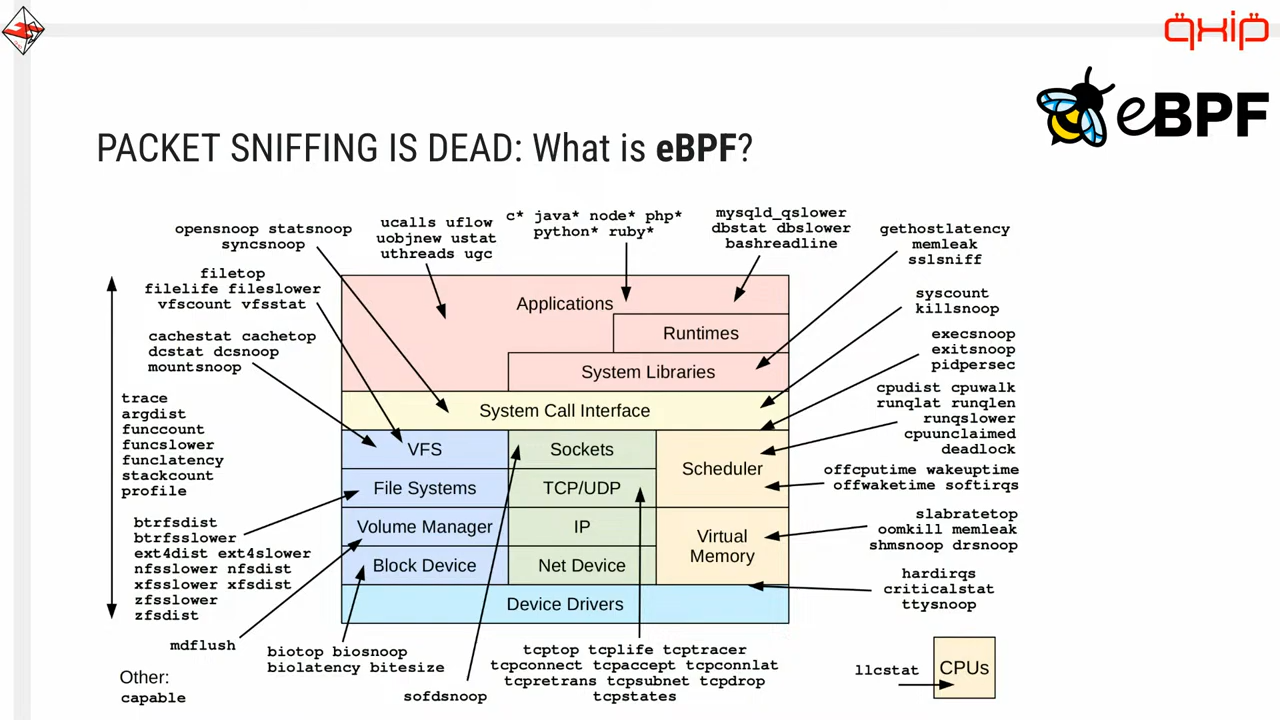 qxip
eBPF
PACKET SNIFFING IS DEAD: What is eBPF?
opensnoop statsnoop
syncsnoop
ucalls uflow
uobjnew ustat
uthreads ugc
c* java* node* php*
python* ruby*
mysqld_qslower
dbstat dbslower
bashreadline
gethostlatency
memleak
sslsniff
filetop
filelife fileslower
vfscount vfsstat
syscount
killsnoop
cachestat cachetop
dcstat dcsnoop
mountsnoop
execsnoop
exitsnoop
pidpersec
trace
argdist
funccount
funcslower
funclatency
stackcount
profile
cpudist cpuwalk
runqlat runqlen
runqslower
cpuunclaimed
deadlock
offcputime wakeuptime
offwaketime softirqs
Applications
Runtimes
System Libraries
System Call Interface
VFS
Sockets
Scheduler
File Systems
TCP/UDP
Volume Manager
IP
Virtual
Memory
Block Device
Net Device
Device Drivers
btrfsdist
btrfsslower
ext4dist ext4slower
nfsslower nfsdist
xfsslower xfsdist
zfsslower
zfsdist
slabratetop
oomkill memleak
shmsnoop drsnoop
hardirqs
criticalstat
ttysnoop
mdflush
biotop biosnoop
biolatency bitesize
sofdsnoop
tcptop tcplife tcptracer
tcpconnect tcpaccept tcpconnlat
tcpretrans tcpsubnet tcpdrop
tcpstates
Other:
capable
llcstat
CPUs